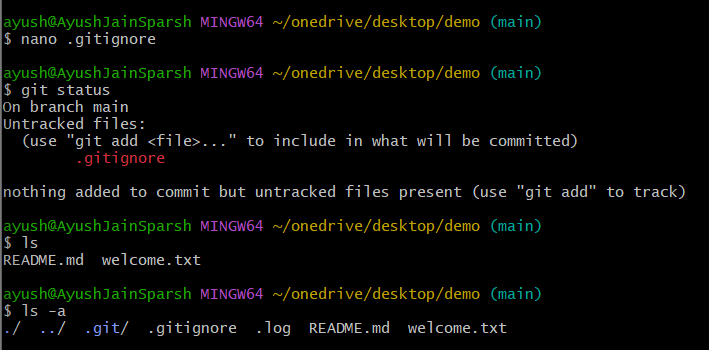 ayush@AyushJainSparsh MINGW64 ~/onedrive/desktop/demo (main)
$ nano .gitignore
ayush@AyushJainSparsh MINGW64 ~/onedrive/desktop/demo (main)
$ git status
On branch main
Untracked files:
  (use "git add <file>..." to include in what will be committed)
        .gitignore
nothing added to commit but untracked files present (use "git add" to track)
ayush@AyushJainSparsh MINGW64 ~/onedrive/desktop/demo (main)
$ ls
README.md  welcome.txt
ayush@AyushJainSparsh MINGW64 ~/onedrive/desktop/demo (main)
$ ls -a
./  ../  .git/  .gitignore  .log  README.md  welcome.txt